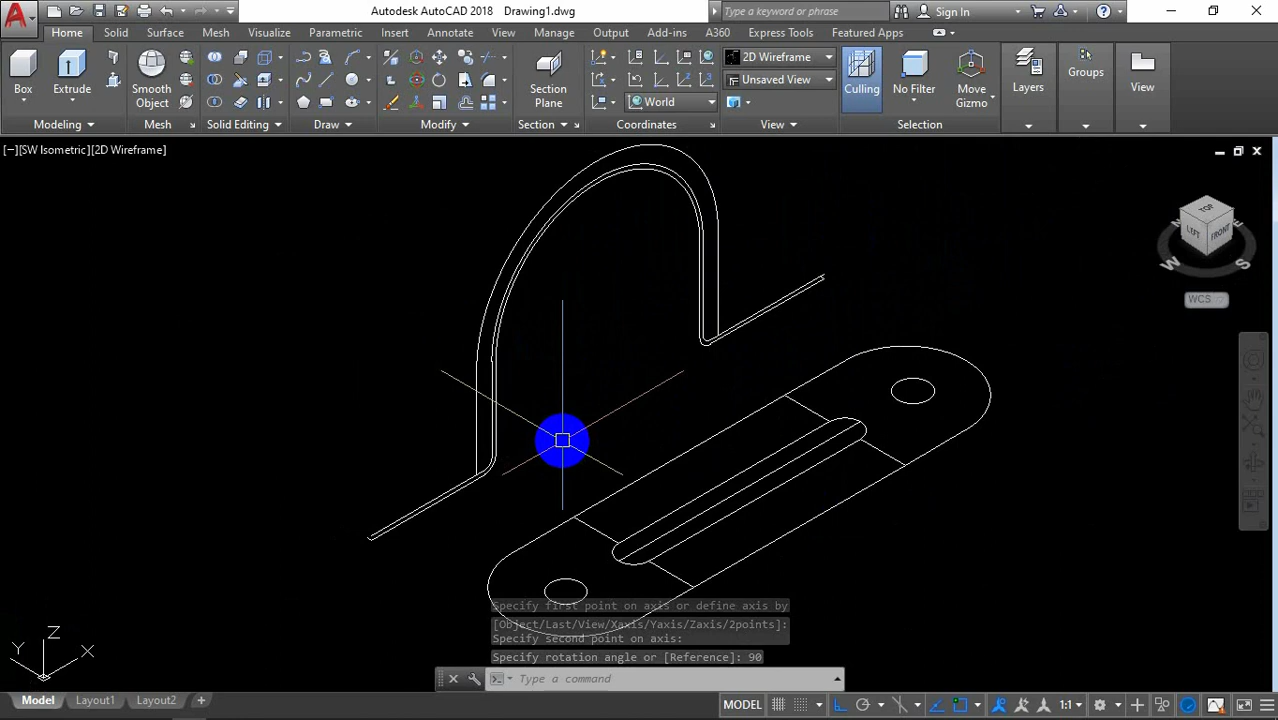 Autodesk AutoCAD 2018 Drawing1.dwg
Type a keyword or phrase
Sign In
Home Solid Surface Mesh Visualize Parametric Insert Annotate View Manage Output Add-ins A360 Express Tools Featured Apps
Box
Extrude
Smooth
Object
Section
Plane
2D Wireframe
Unsaved View
World
Culling
No Filter
Move
Gizmo
Layers
Groups
View
Modeling
Mesh
Solid Editing
Draw
Modify
Section
Coordinates
View
Selection
[−][SW Isometric][2D Wireframe]
TOP
LEFT
FRONT
W
S
WCS
Specify first point on axis or define axis by
[Object/Last/View/Xaxis/Yaxis/Zaxis/2points]:
Specify second point on axis:
Specify rotation angle or [Reference]: 90
Type a command
Z
Y
X
Model Layout1 Layout2
MODEL
1:1